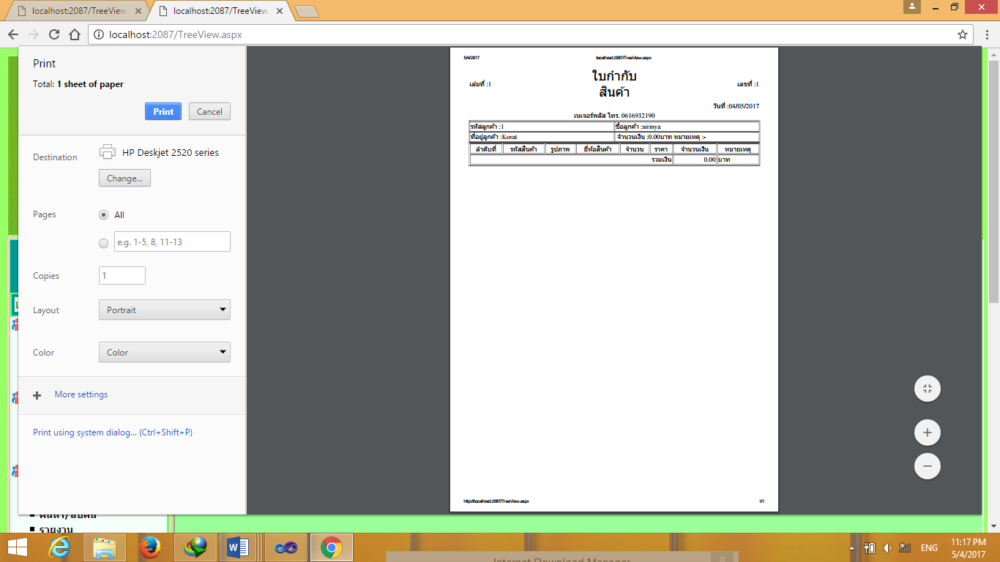 localhost:2087/TreeView.
localhost:2087/TreeView.
localhost:2087/TreeView.aspx
Print
Total: 1 sheet of paper
Print
Cancel
Destination
HP Deskjet 2520 series
Change...
Pages
All
e.g. 1-5, 8, 11-13
Copies
1
Layout
Portrait
Color
Color
More settings
Print using system dialog... (Ctrl+Shift+P)
5/4/2017
localhost:2087/TreeView.aspx
ใบกำกับ
สินค้า
เล่มที่ :1
เลขที่ :1
วันที่ :04/05/2017
เนเจอร์พลัส โทร. 0616932190
รหัสลูกค้า :1
ชื่อลูกค้า :sirinya
ที่อยู่ลูกค้า :Korat
จำนวนเงิน :0.00บาท หมายเหตุ :-
ลำดับที่ รหัสสินค้า รูปภาพ ยี่ห้อสินค้า จำนวน ราคา จำนวนเงิน หมายเหตุ
รวมเงิน 0.00 บาท
http://localhost:2087/TreeView.aspx
1/1
ค้นหา/สืบค้น
รายงาน
Internet Download Manager
ENG
11:17 PM
5/4/2017